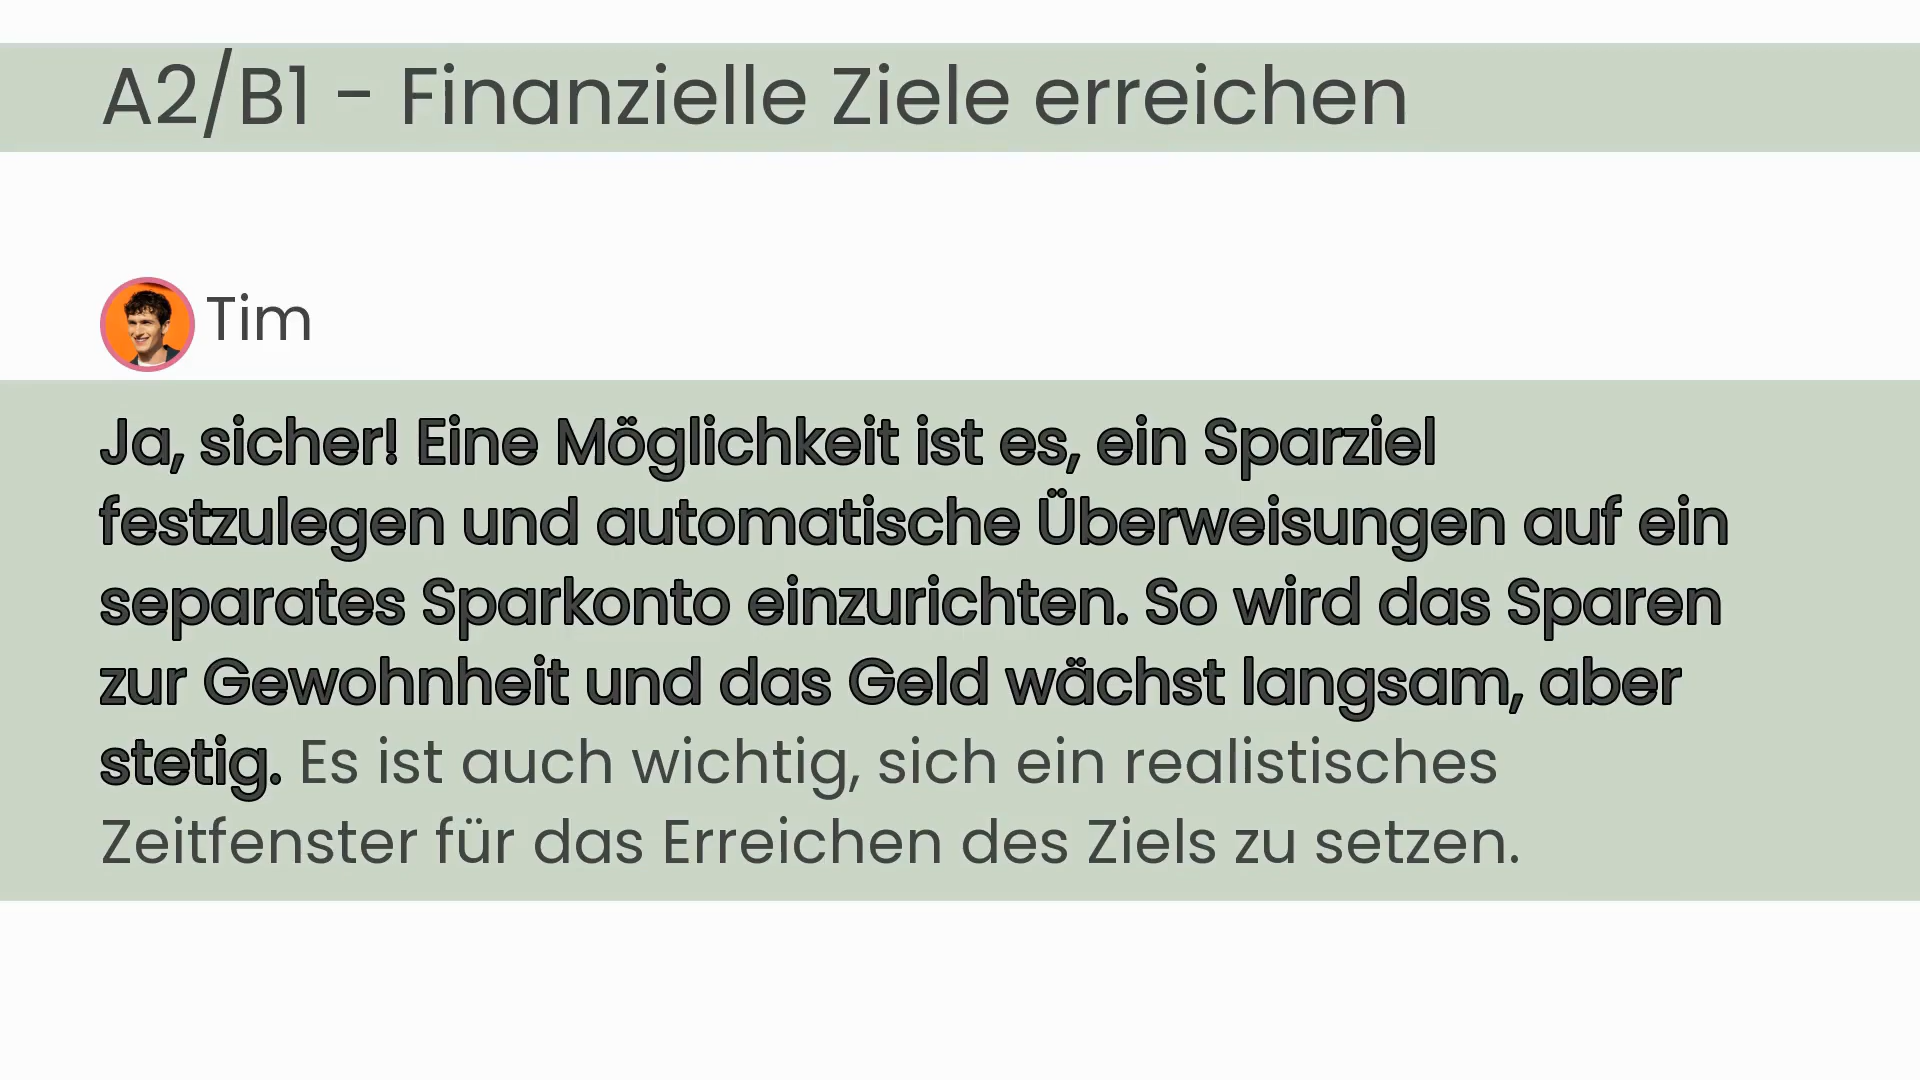 A2/B1 - Finanzielle Ziele erreichen
Tim
Ja, sicher! Eine Möglichkeit ist es, ein Sparziel
festzulegen und automatische Überweisungen auf ein
separates Sparkonto einzurichten. So wird das Sparen
zur Gewohnheit und das Geld wächst langsam, aber
stetig. Es ist auch wichtig, sich ein realistisches
Zeitfenster für das Erreichen des Ziels zu setzen.